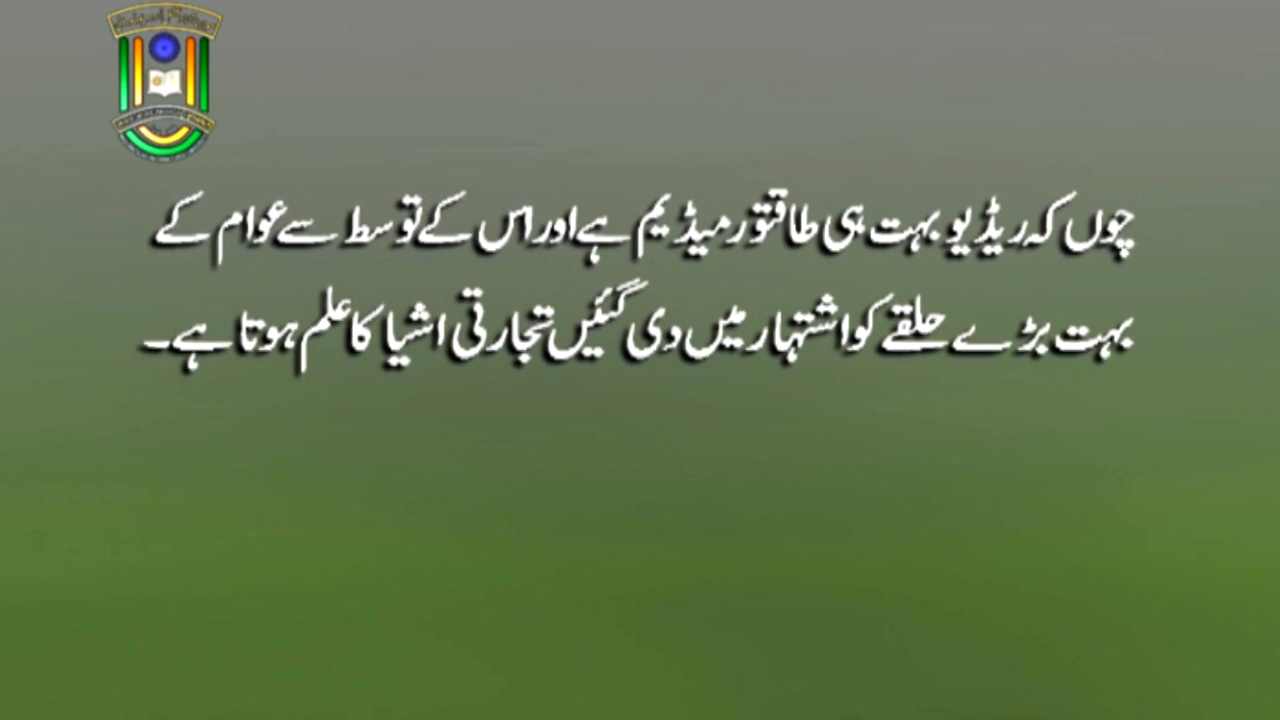 چوں کہ ریڈیو بہت ہی طاقتور میڈیم ہے اور اس کے توسط سے عوام کے
بہت بڑے حلقے کو اشتہار میں دی گئیں تجارتی اشیا کا علم ہوتا ہے۔